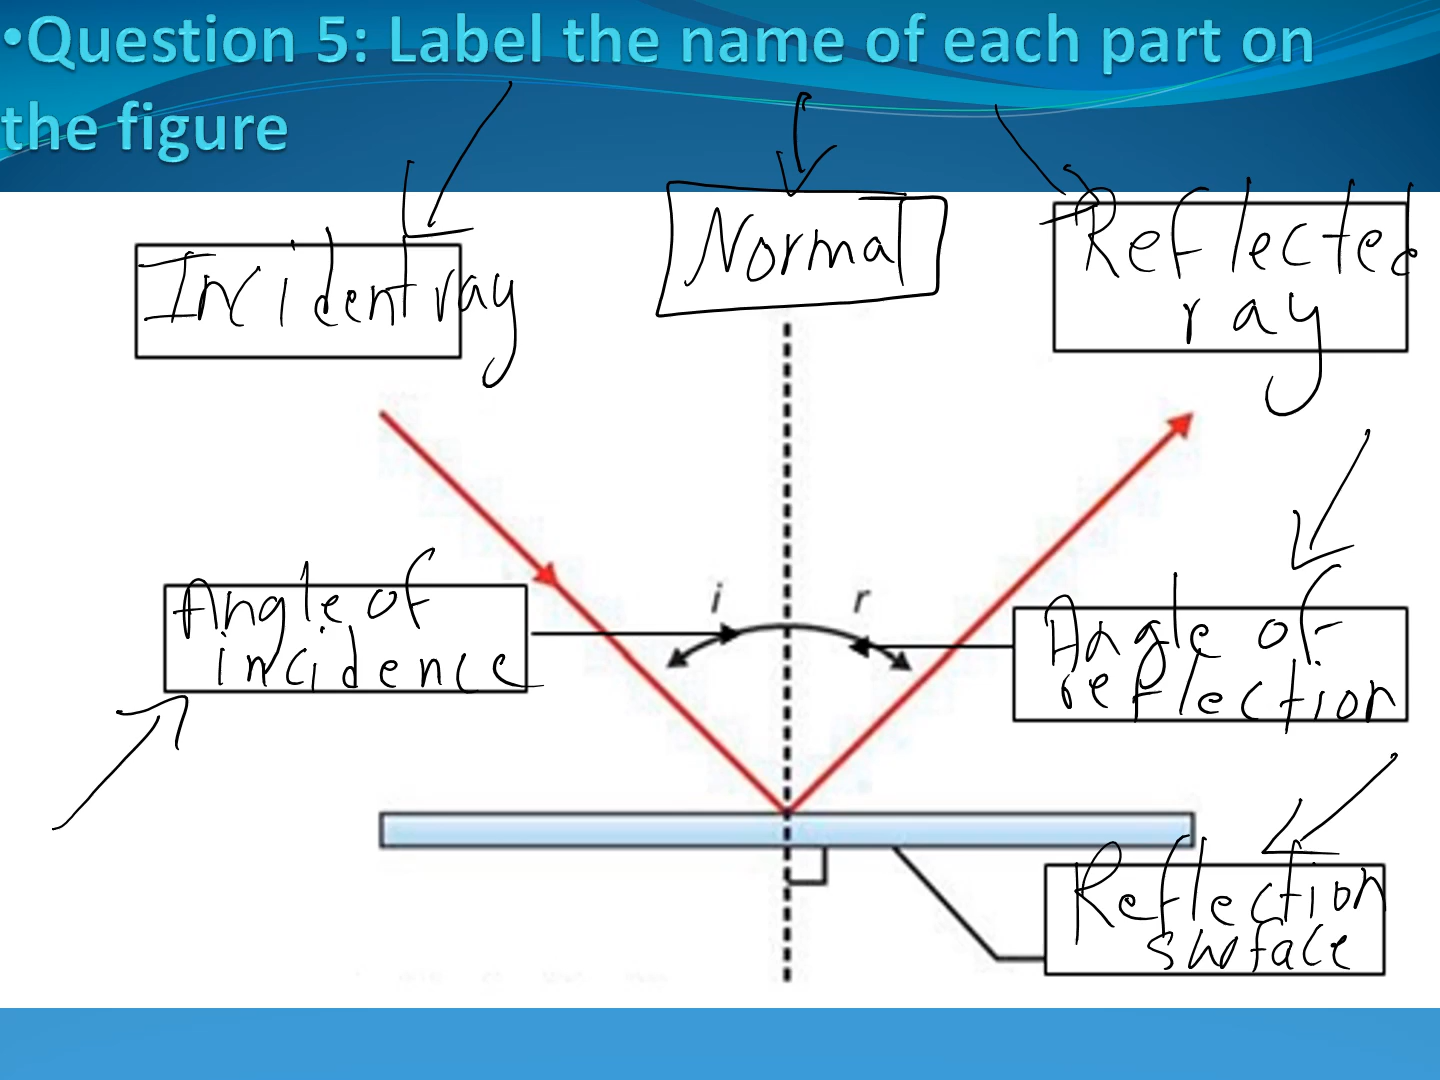 •Question 5: Label the name of each part on
the figure
Incident ray
Normal
Reflected
ray
Angle of
incidence
i
r
Angle of
reflection
Reflection
surface